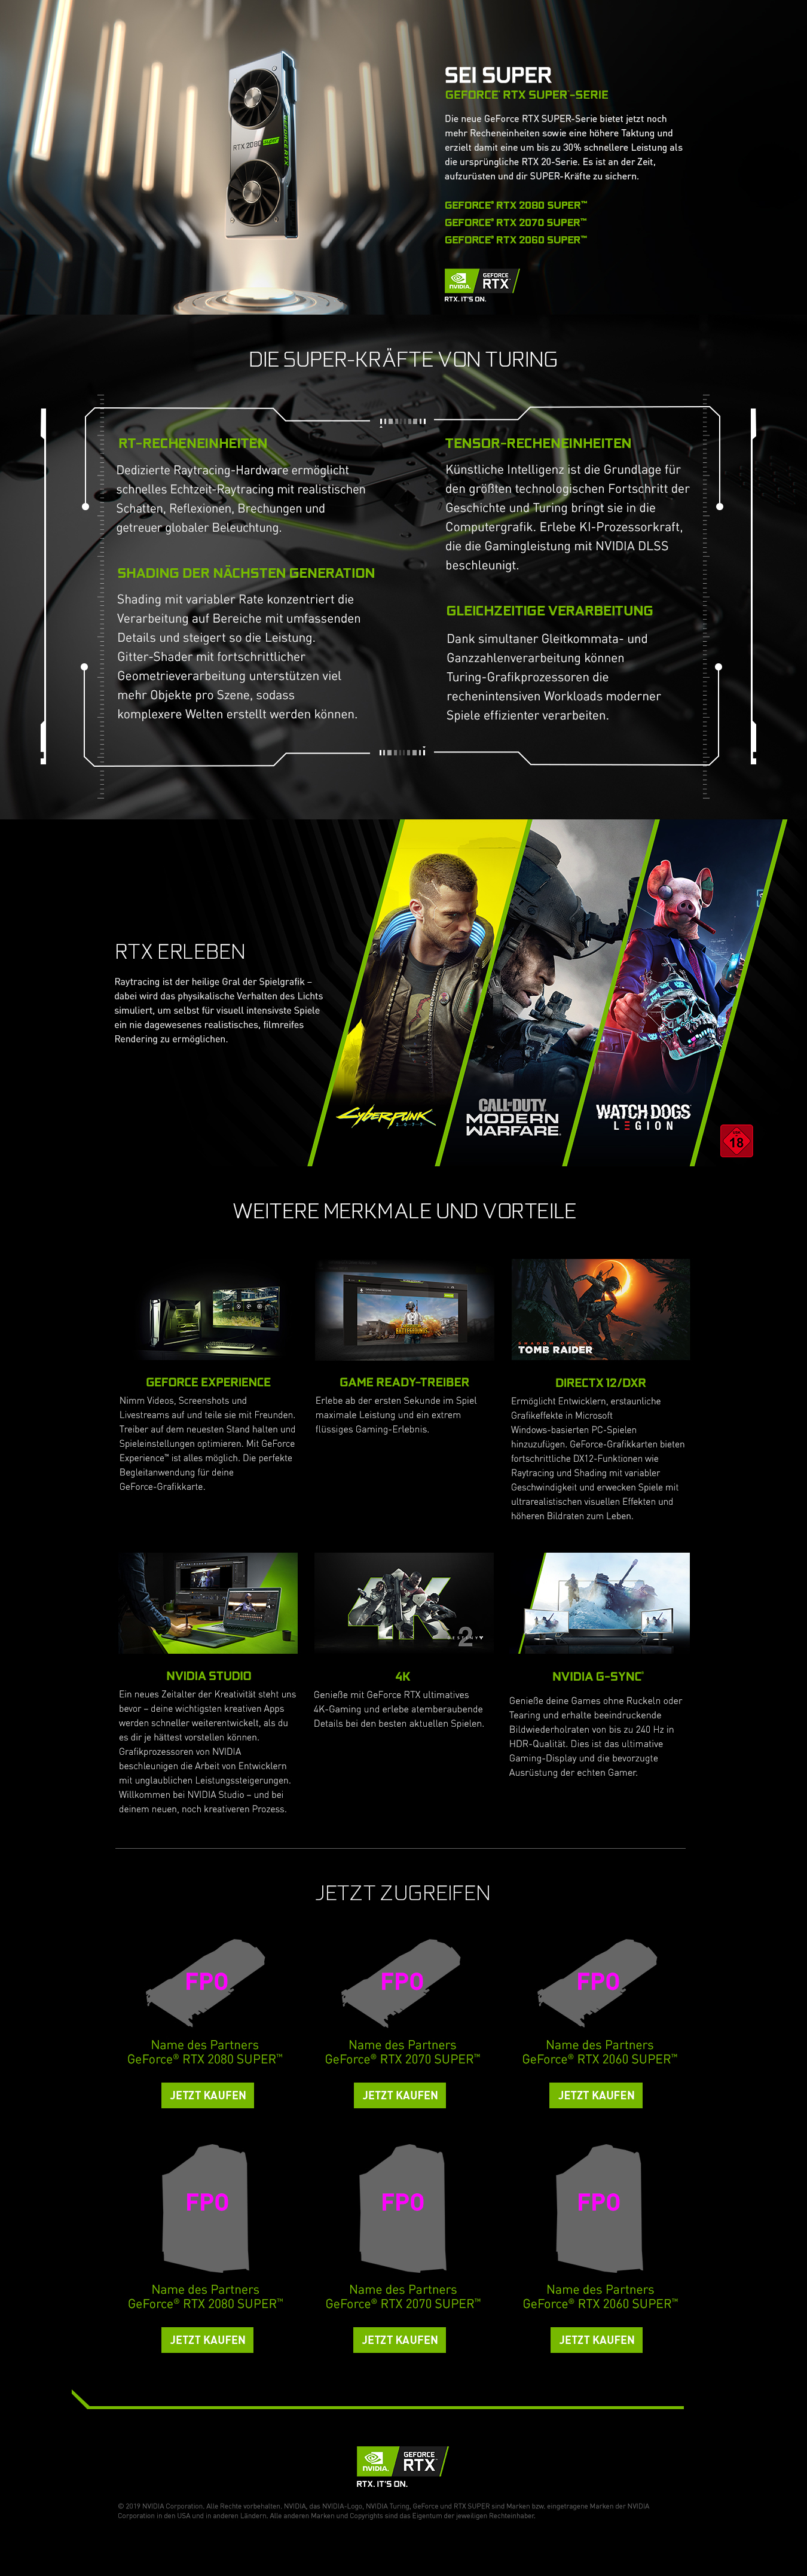 SEI SUPER
GEFORCE® RTX SUPER™-SERIE
Die neue GeForce RTX SUPER-Serie bietet jetzt noch
mehr Recheneinheiten sowie eine höhere Taktung und
erzielt damit eine um bis zu 30% schnellere Leistung als
die ursprüngliche RTX 20-Serie. Es ist an der Zeit,
aufzurüsten und dir SUPER-Kräfte zu sichern.
GEFORCE® RTX 2080 SUPER™
GEFORCE® RTX 2070 SUPER™
GEFORCE® RTX 2060 SUPER™
RTX 2080 SUPER
GEFORCE RTX
NVIDIA. GEFORCE RTX
RTX. IT'S ON.
DIE SUPER-KRÄFTE VON TURING
RT-RECHENEINHEITEN
Dedizierte Raytracing-Hardware ermöglicht
schnelles Echtzeit-Raytracing mit realistischen
Schatten, Reflexionen, Brechungen und
getreuer globaler Beleuchtung.
SHADING DER NÄCHSTEN GENERATION
Shading mit variabler Rate konzentriert die
Verarbeitung auf Bereiche mit umfassenden
Details und steigert so die Leistung.
Gitter-Shader mit fortschrittlicher
Geometrieverarbeitung unterstützen viel
mehr Objekte pro Szene, sodass
komplexere Welten erstellt werden können.
TENSOR-RECHENEINHEITEN
Künstliche Intelligenz ist die Grundlage für
den größten technologischen Fortschritt der
Geschichte und Turing bringt sie in die
Computergrafik. Erlebe KI-Prozessorkraft,
die die Gamingleistung mit NVIDIA DLSS
beschleunigt.
GLEICHZEITIGE VERARBEITUNG
Dank simultaner Gleitkommata- und
Ganzzahlenverarbeitung können
Turing-Grafikprozessoren die
rechenintensiven Workloads moderner
Spiele effizienter verarbeiten.
RTX ERLEBEN
Raytracing ist der heilige Gral der Spielgrafik –
dabei wird das physikalische Verhalten des Lichts
simuliert, um selbst für visuell intensivste Spiele
ein nie dagewesenes realistisches, filmreifes
Rendering zu ermöglichen.
Cyberpunk
2077
CALL OF DUTY
MODERN
WARFARE
WATCH DOGS
LEGION
18
WEITERE MERKMALE UND VORTEILE
BATTLEGROUNDS
SHADOW OF THE
TOMB RAIDER
GEFORCE EXPERIENCE
Nimm Videos, Screenshots und
Livestreams auf und teile sie mit Freunden.
Treiber auf dem neuesten Stand halten und
Spieleinstellungen optimieren. Mit GeForce
Experience™ ist alles möglich. Die perfekte
Begleitanwendung für deine
GeForce-Grafikkarte.
GAME READY-TREIBER
Erlebe ab der ersten Sekunde im Spiel
maximale Leistung und ein extrem
flüssiges Gaming-Erlebnis.
DIRECTX 12/DXR
Ermöglicht Entwicklern, erstaunliche
Grafikeffekte in Microsoft
Windows-basierten PC-Spielen
hinzuzufügen. GeForce-Grafikkarten bieten
fortschrittliche DX12-Funktionen wie
Raytracing und Shading mit variabler
Geschwindigkeit und erwecken Spiele mit
ultrarealistischen visuellen Effekten und
höheren Bildraten zum Leben.
4K
2
NVIDIA STUDIO
Ein neues Zeitalter der Kreativität steht uns
bevor – deine wichtigsten kreativen Apps
werden schneller weiterentwickelt, als du
es dir je hättest vorstellen können.
Grafikprozessoren von NVIDIA
beschleunigen die Arbeit von Entwicklern
mit unglaublichen Leistungssteigerungen.
Willkommen bei NVIDIA Studio – und bei
deinem neuen, noch kreativeren Prozess.
4K
Genieße mit GeForce RTX ultimatives
4K-Gaming und erlebe atemberaubende
Details bei den besten aktuellen Spielen.
NVIDIA G-SYNC®
Genieße deine Games ohne Ruckeln oder
Tearing und erhalte beeindruckende
Bildwiederholraten von bis zu 240 Hz in
HDR-Qualität. Dies ist das ultimative
Gaming-Display und die bevorzugte
Ausrüstung der echten Gamer.
JETZT ZUGREIFEN
FPO
FPO
FPO
Name des Partners
GeForce® RTX 2080 SUPER™
JETZT KAUFEN
Name des Partners
GeForce® RTX 2070 SUPER™
JETZT KAUFEN
Name des Partners
GeForce® RTX 2060 SUPER™
JETZT KAUFEN
FPO
FPO
FPO
Name des Partners
GeForce® RTX 2080 SUPER™
JETZT KAUFEN
Name des Partners
GeForce® RTX 2070 SUPER™
JETZT KAUFEN
Name des Partners
GeForce® RTX 2060 SUPER™
JETZT KAUFEN
NVIDIA. GEFORCE RTX
RTX. IT'S ON.
© 2019 NVIDIA Corporation. Alle Rechte vorbehalten. NVIDIA, das NVIDIA-Logo, NVIDIA Turing, GeForce und RTX SUPER sind Marken bzw. eingetragene Marken der NVIDIA
Corporation in den USA und in anderen Ländern. Alle anderen Marken und Copyrights sind das Eigentum der jeweiligen Rechteinhaber.